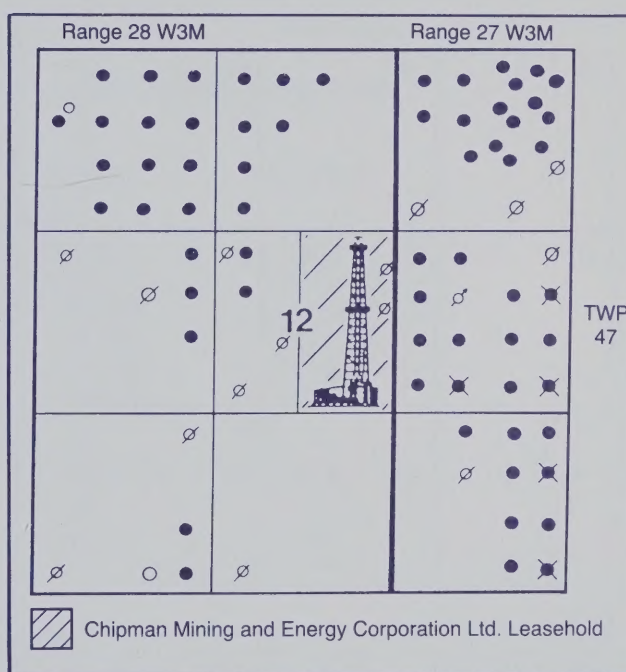 Range 28 W3M
Range 27 W3M
12
TWP
47
Chipman Mining and Energy Corporation Ltd. Leasehold